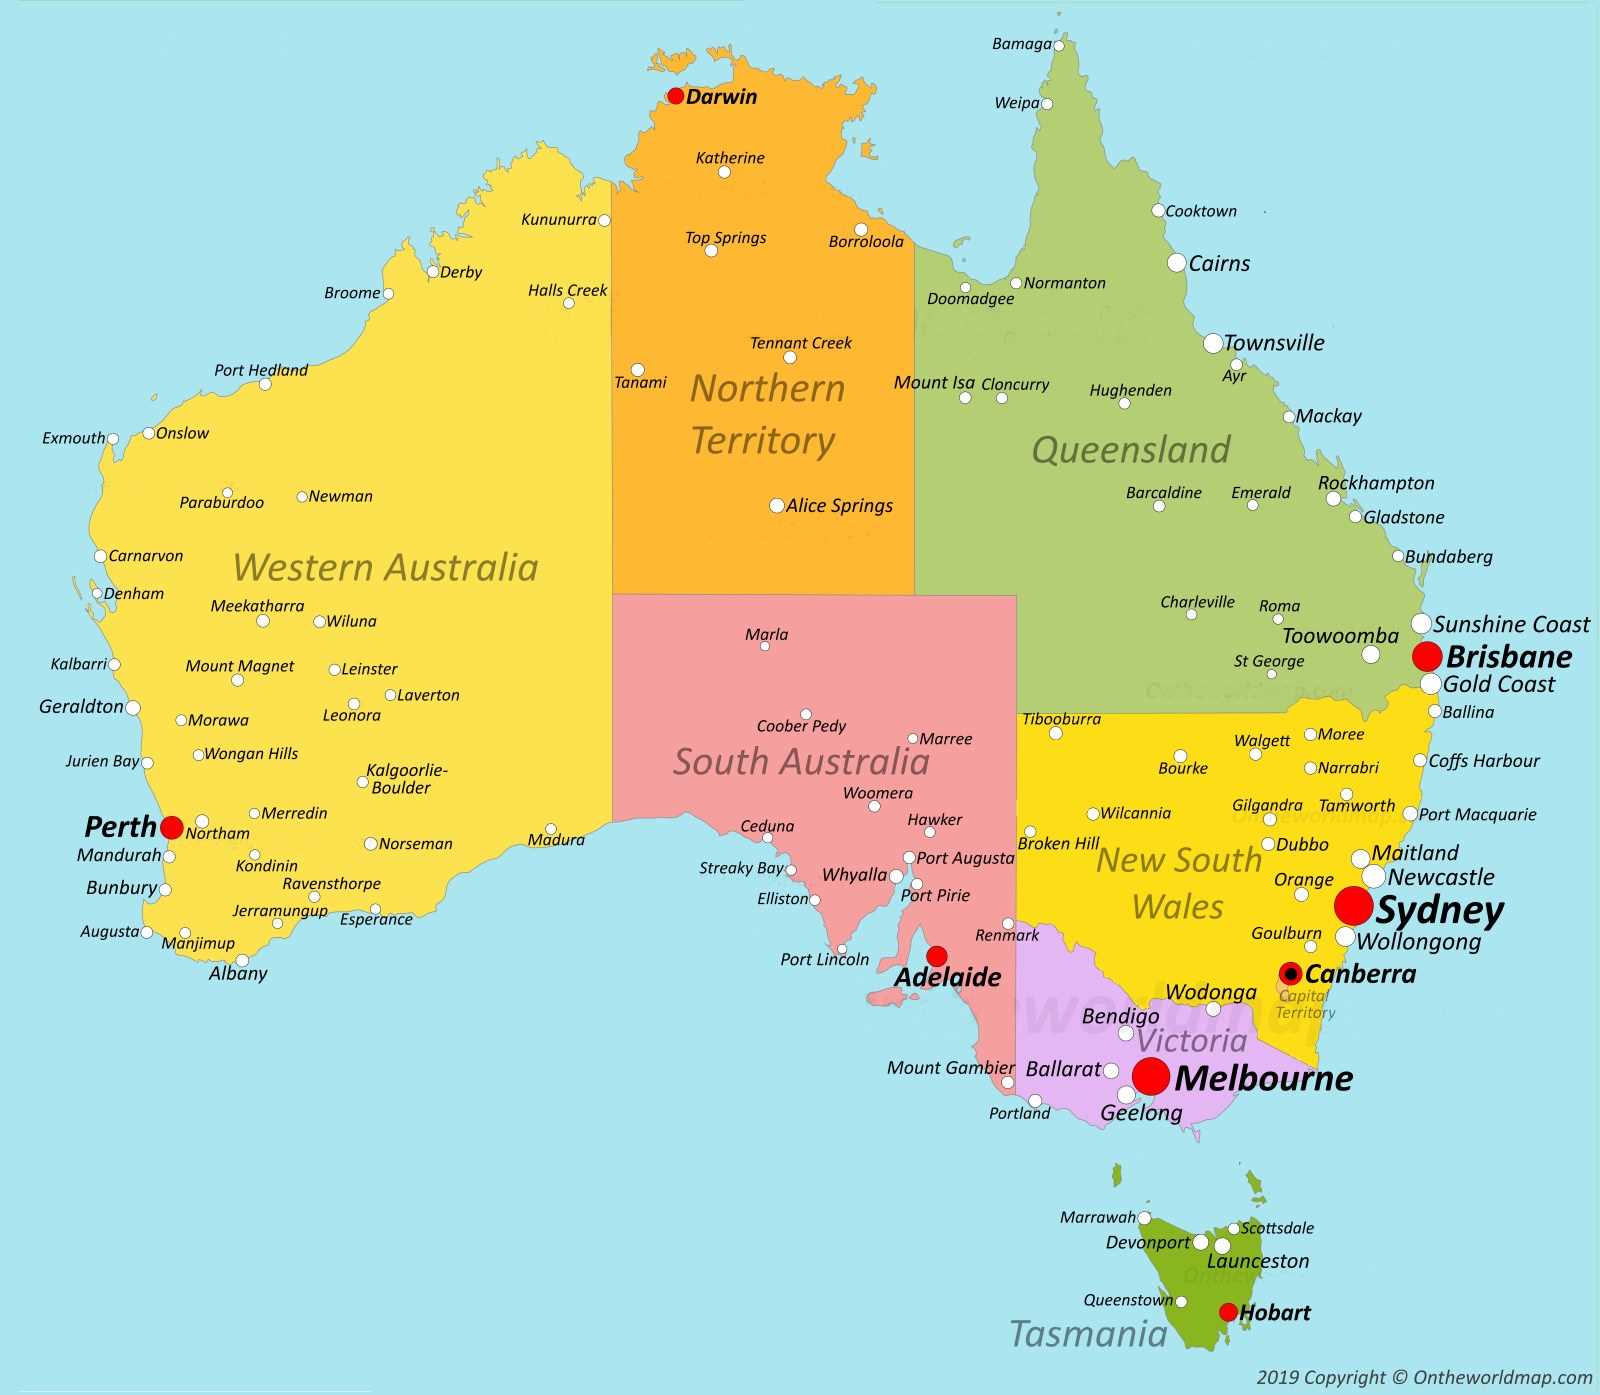 Bamaga
Darwin
Weipa
Katherine
Cooktown
Kununurra
Top Springs
Borroloola
Cairns
Derby
Broome
Halls Creek
Doomadgee
Normanton
Townsville
Tennant Creek
Port Hedland
Tanami
Northern
Territory
Mount Isa
Cloncurry
Hughenden
Ayr
Mackay
Exmouth
Onslow
Queensland
Paraburdoo
Newman
Alice Springs
Barcaldine
Emerald
Rockhampton
Gladstone
Carnarvon
Western Australia
Bundaberg
Denham
Meekatharra
Wiluna
Charleville
Roma
Sunshine Coast
Marla
Toowoomba
Brisbane
Kalbarri
Mount Magnet
Leinster
St George
Gold Coast
Laverton
Geraldton
Morawa
Leonora
Coober Pedy
Tibooburra
Ballina
Marree
Moree
Walgett
Jurien Bay
Wongan Hills
South Australia
Bourke
Narrabri
Coffs Harbour
Kalgoorlie-
Boulder
Woomera
Gilgandra
Tamworth
Merredin
Wilcannia
Port Macquarie
Perth
Northam
Ceduna
Hawker
Madura
Norseman
Broken Hill
Dubbo
Maitland
Mandurah
Kondinin
Streaky Bay
Port Augusta
New South
Wales
Newcastle
Bunbury
Ravensthorpe
Whyalla
Port Pirie
Orange
Elliston
Sydney
Jerramungup
Esperance
Augusta
Manjimup
Renmark
Goulburn
Wollongong
Port Lincoln
Albany
Adelaide
Canberra
Capital
Territory
Wodonga
Bendigo
Victoria
Mount Gambier
Ballarat
Melbourne
Portland
Geelong
Marrawah
Scottsdale
Devonport
Launceston
Queenstown
Hobart
Tasmania
2019 Copyright © Ontheworldmap.com